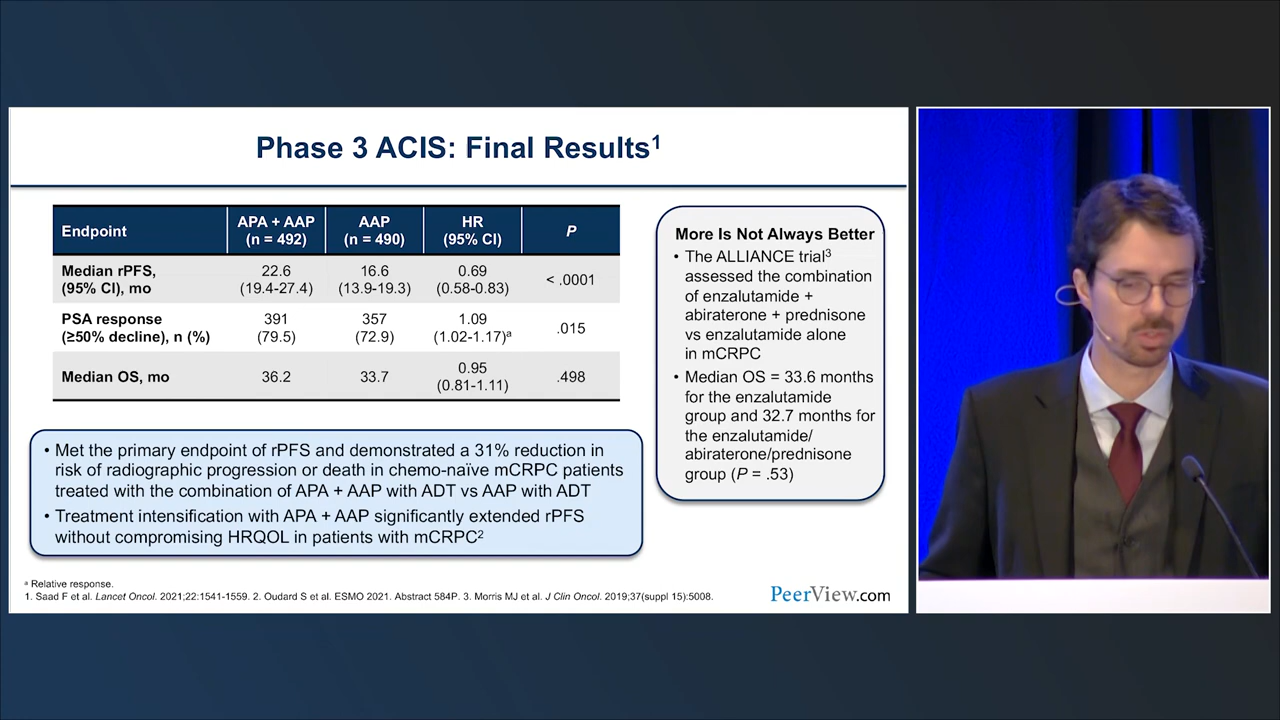 Phase 3 ACIS: Final Results¹
Endpoint
APA + AAP
(n = 492)
AAP
(n = 490)
HR
(95% CI)
P
Median rPFS,
(95% CI), mo
22.6
(19.4-27.4)
16.6
(13.9-19.3)
0.69
(0.58-0.83)
< .0001
PSA response
(≥50% decline), n (%)
391
(79.5)
357
(72.9)
1.09
(1.02-1.17)ᵃ
.015
Median OS, mo
36.2
33.7
0.95
(0.81-1.11)
.498
• Met the primary endpoint of rPFS and demonstrated a 31% reduction in
risk of radiographic progression or death in chemo-naïve mCRPC patients
treated with the combination of APA + AAP with ADT vs AAP with ADT
• Treatment intensification with APA + AAP significantly extended rPFS
without compromising HRQOL in patients with mCRPC²
More Is Not Always Better
• The ALLIANCE trial³
assessed the combination
of enzalutamide +
abiraterone + prednisone
vs enzalutamide alone
in mCRPC
• Median OS = 33.6 months
for the enzalutamide
group and 32.7 months for
the enzalutamide/
abiraterone/prednisone
group (P = .53)
ᵃ Relative response.
1. Saad F et al. Lancet Oncol. 2021;22:1541-1559. 2. Oudard S et al. ESMO 2021. Abstract 584P. 3. Morris MJ et al. J Clin Oncol. 2019;37(suppl 15):5008.
PeerView.com